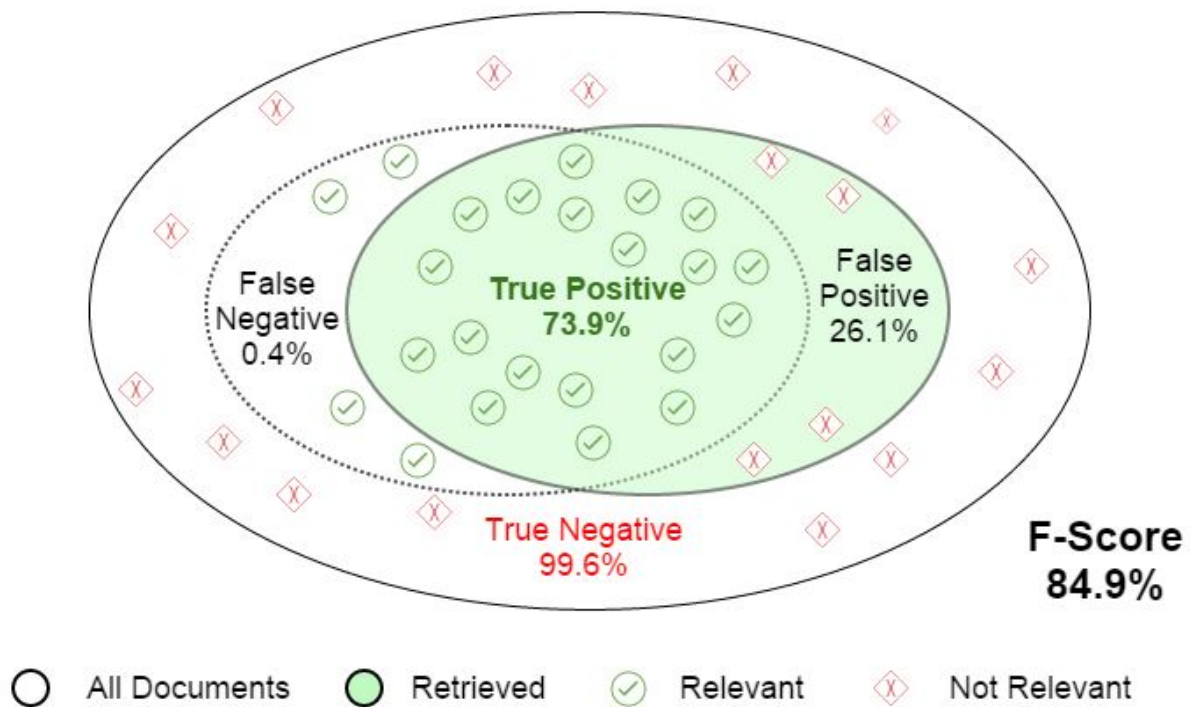 False
Negative
0.4%
True Positive
73.9%
False
Positive
26.1%
True Negative
99.6%
F-Score
84.9%
All Documents
Retrieved
Relevant
Not Relevant